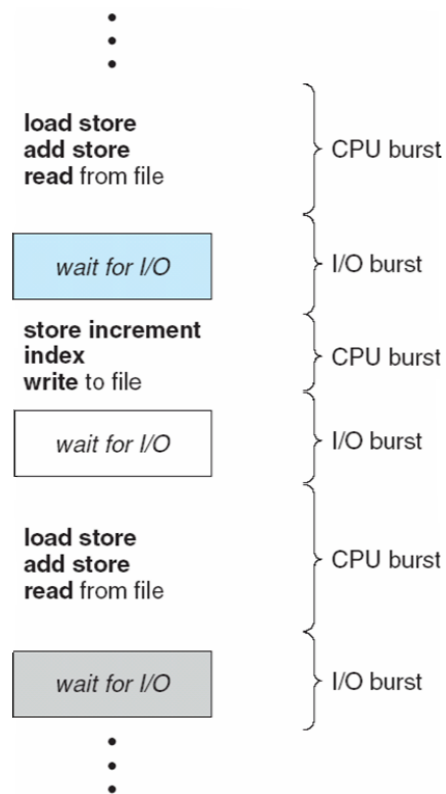 load store
add store
read from file
CPU burst
wait for I/O
I/O burst
store increment
index
write to file
CPU burst
wait for I/O
I/O burst
load store
add store
read from file
CPU burst
wait for I/O
I/O burst